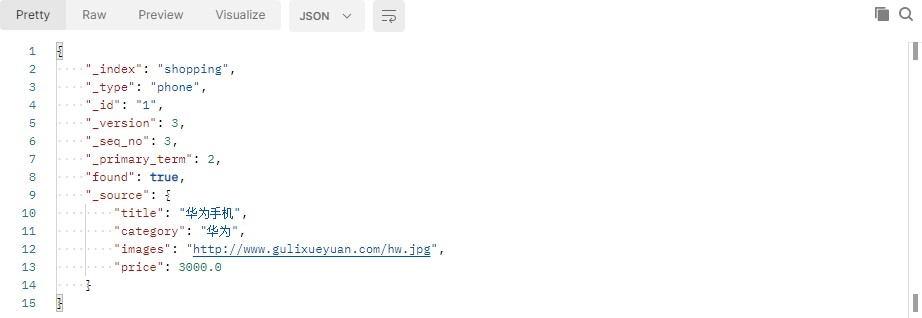 Pretty Raw Preview Visualize JSON
1 {
2 "_index": "shopping",
3 "_type": "phone",
4 "_id": "1",
5 "_version": 3,
6 "_seq_no": 3,
7 "_primary_term": 2,
8 "found": true,
9 "_source": {
10 "title": "华为手机",
11 "category": "华为",
12 "images": "http://www.gulixueyuan.com/hw.jpg",
13 "price": 3000.0
14 }
15 }